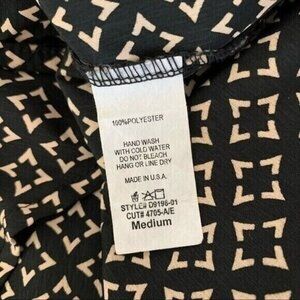 100%POLYESTER
HAND WASH
WITH COLD WATER
DO NOT BLEACH
HANG OR LINE DRY
MADE IN U.S.A.
STYLE# D9196-01
CUT# 4705-A/E
Medium